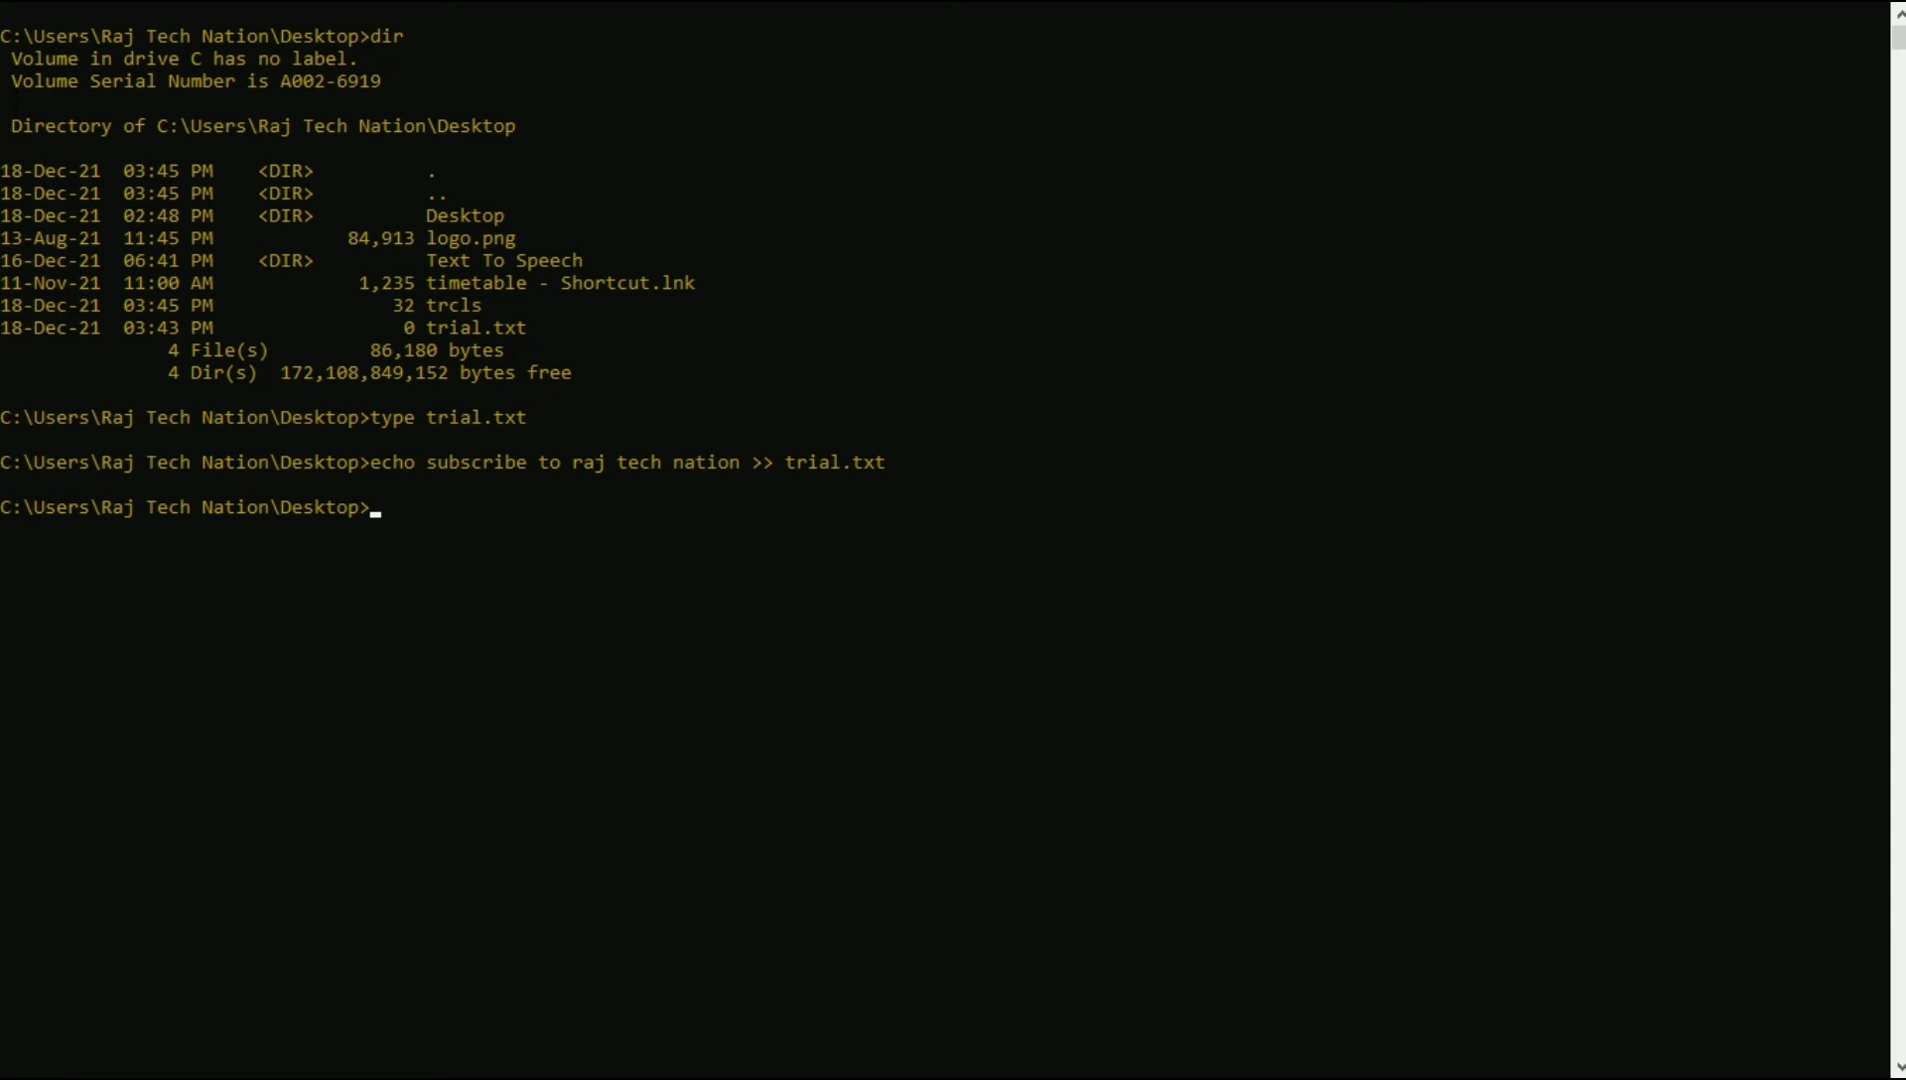 C:\Users\Raj Tech Nation\Desktop>dir
 Volume in drive C has no label.
 Volume Serial Number is A002-6919

 Directory of C:\Users\Raj Tech Nation\Desktop

18-Dec-21  03:45 PM    <DIR>          .
18-Dec-21  03:45 PM    <DIR>          ..
18-Dec-21  02:48 PM    <DIR>          Desktop
13-Aug-21  11:45 PM            84,913 logo.png
16-Dec-21  06:41 PM    <DIR>          Text To Speech
11-Nov-21  11:00 AM             1,235 timetable - Shortcut.lnk
18-Dec-21  03:45 PM                32 trcls
18-Dec-21  03:43 PM                 0 trial.txt
               4 File(s)         86,180 bytes
               4 Dir(s)  172,108,849,152 bytes free

C:\Users\Raj Tech Nation\Desktop>type trial.txt

C:\Users\Raj Tech Nation\Desktop>echo subscribe to raj tech nation >> trial.txt

C:\Users\Raj Tech Nation\Desktop>